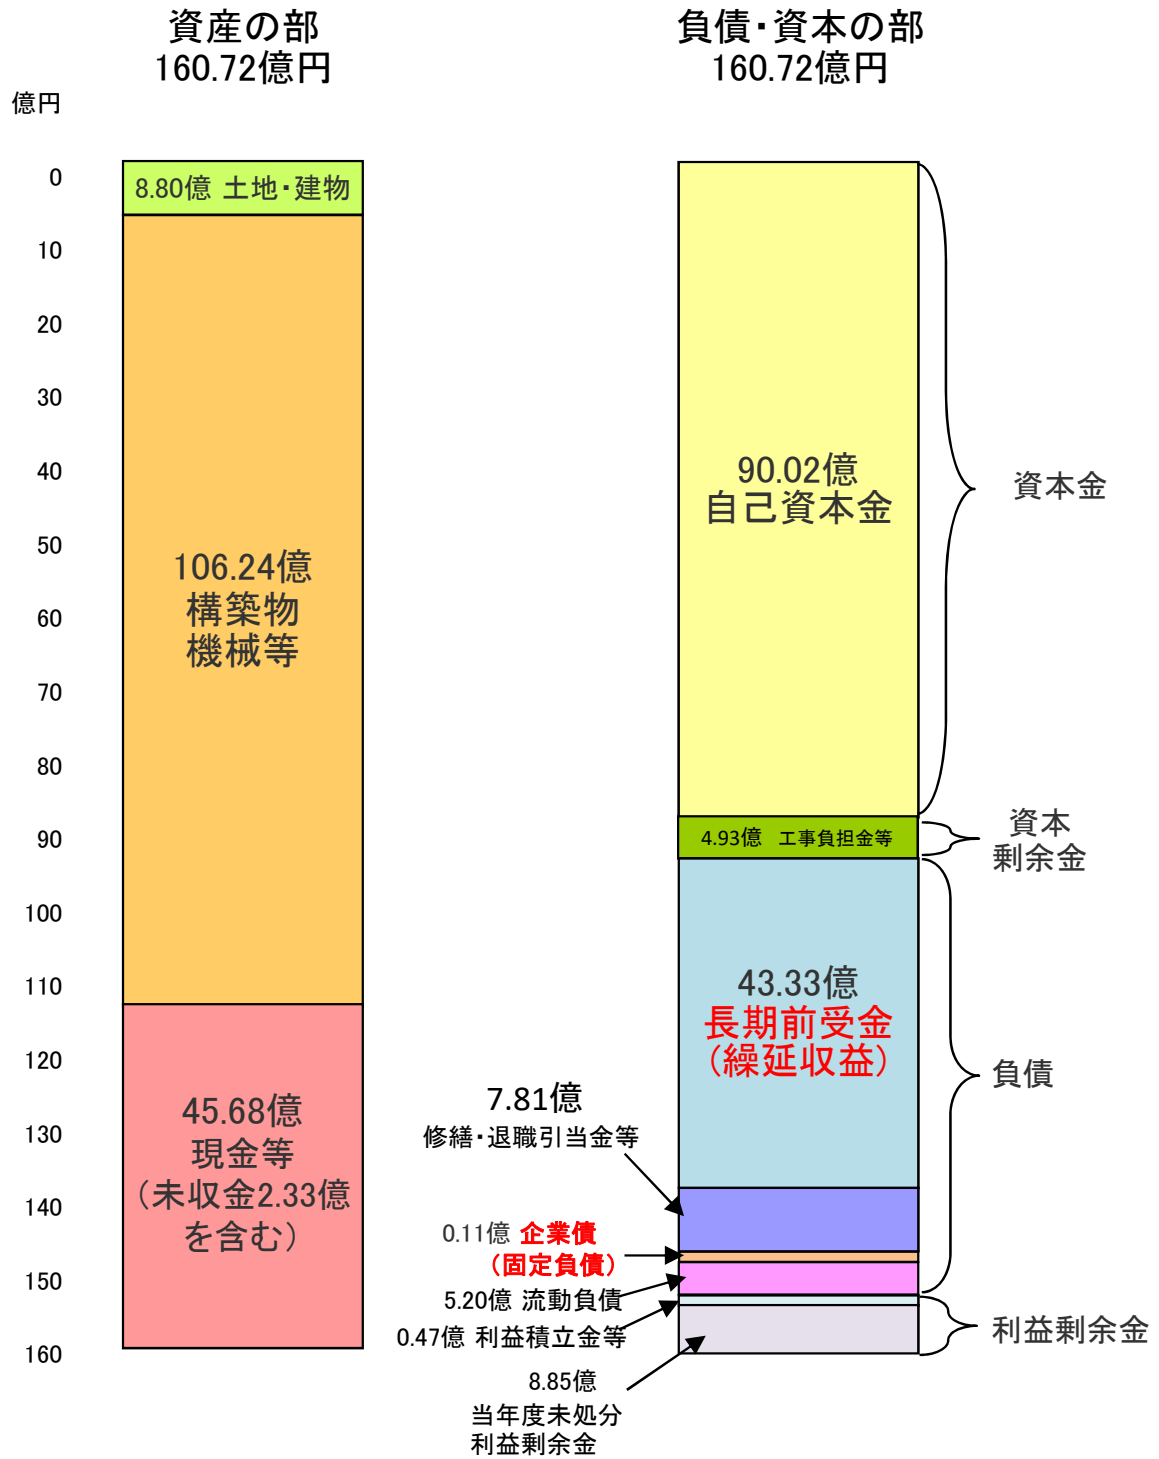 資産の部
160.72億円
負債・資本の部
160.72億円
億円
0
10
20
30
40
50
60
70
80
90
100
110
120
130
140
150
160
8.80億 土地・建物
106.24億
構築物
機械等
45.68億
現金等
（未収金2.33億
を含む）
90.02億
自己資本金
4.93億 工事負担金等
43.33億
長期前受金
（繰延収益）
7.81億
修繕・退職引当金等
0.11億 企業債
（固定負債）
5.20億 流動負債
0.47億 利益積立金等
8.85億
当年度未処分
利益剰余金
資本金
資本
剰余金
負債
利益剰余金